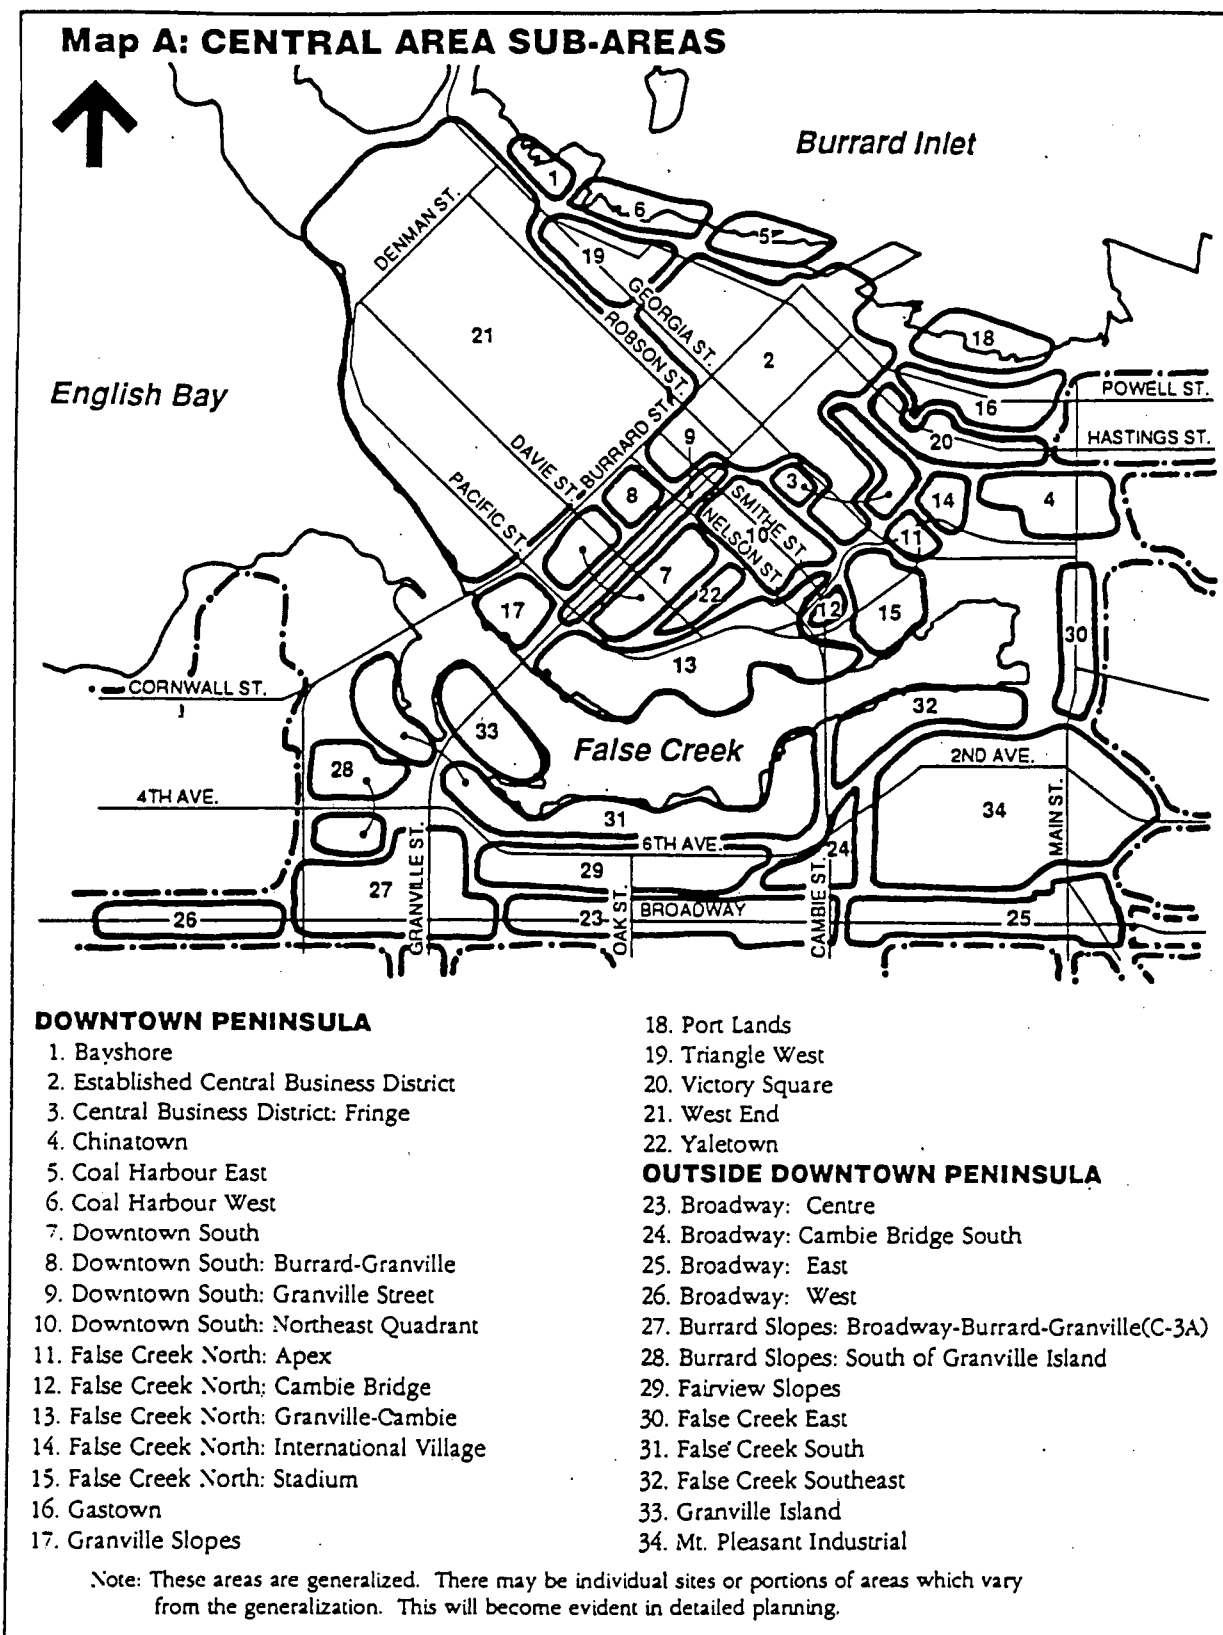 Map A: CENTRAL AREA SUB-AREAS
Burrard Inlet
1
6
5
DENMAN ST.
19
GEORGIA ST.
ROBSON ST.
21
2
18
English Bay
POWELL ST.
16
BURRARD ST.
9
20
HASTINGS ST.
DAVIE ST.
PACIFIC ST.
8
3
SMITHE ST.
NELSON ST.
10
14
4
11
7
22
17
12
15
30
13
CORNWALL ST.
33
32
False Creek
2ND AVE.
28
4TH AVE.
31
34
MAIN ST.
6TH AVE.
24
29
27
GRANVILLE ST.
OAK ST.
CAMBIE ST.
BROADWAY
26
23
25
DOWNTOWN PENINSULA
1. Bayshore
2. Established Central Business District
3. Central Business District: Fringe
4. Chinatown
5. Coal Harbour East
6. Coal Harbour West
7. Downtown South
8. Downtown South: Burrard-Granville
9. Downtown South: Granville Street
10. Downtown South: Northeast Quadrant
11. False Creek North: Apex
12. False Creek North: Cambie Bridge
13. False Creek North: Granville-Cambie
14. False Creek North: International Village
15. False Creek North: Stadium
16. Gastown
17. Granville Slopes
18. Port Lands
19. Triangle West
20. Victory Square
21. West End
22. Yaletown
OUTSIDE DOWNTOWN PENINSULA
23. Broadway: Centre
24. Broadway: Cambie Bridge South
25. Broadway: East
26. Broadway: West
27. Burrard Slopes: Broadway-Burrard-Granville(C-3A)
28. Burrard Slopes: South of Granville Island
29. Fairview Slopes
30. False Creek East
31. False Creek South
32. False Creek Southeast
33. Granville Island
34. Mt. Pleasant Industrial
Note: These areas are generalized. There may be individual sites or portions of areas which vary
from the generalization. This will become evident in detailed planning.